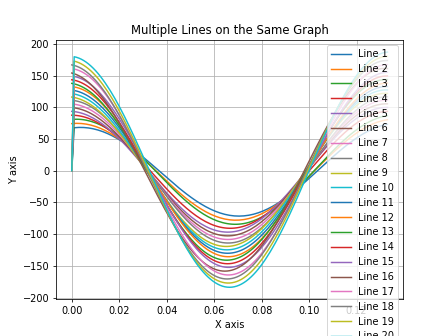 Multiple Lines on the Same Graph
200
150
100
50
0
−50
−100
−150
−200
Y axis
0.00
0.02
0.04
0.06
0.08
0.10
X axis
Line 1
Line 2
Line 3
Line 4
Line 5
Line 6
Line 7
Line 8
Line 9
Line 10
Line 11
Line 12
Line 13
Line 14
Line 15
Line 16
Line 17
Line 18
Line 19
Line 20